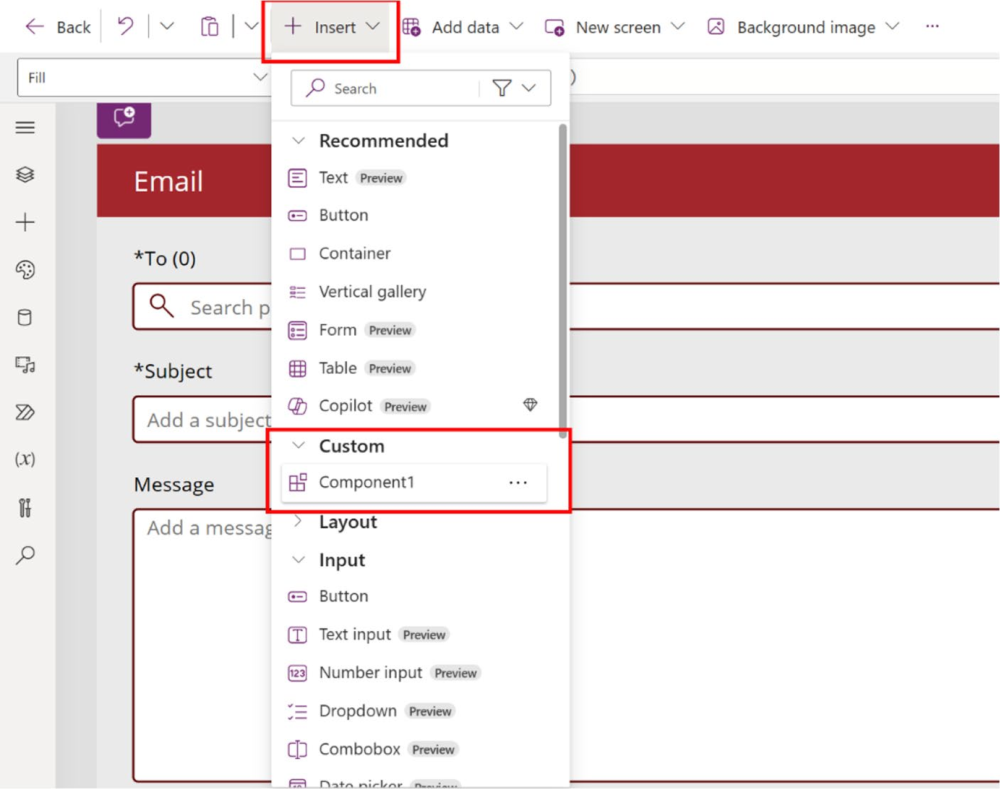 Back
Insert
Add data
New screen
Background image
...
Fill
)
Search
Recommended
Text Preview
Button
Container
Vertical gallery
Form Preview
Table Preview
Copilot Preview
Custom
Component1 ...
Layout
Input
Button
Text input Preview
123 Number input Preview
Dropdown Preview
Combobox Preview
Date picker Preview
(x)
Email
*To (0)
Search p
*Subject
Add a subject
Message
Add a messag